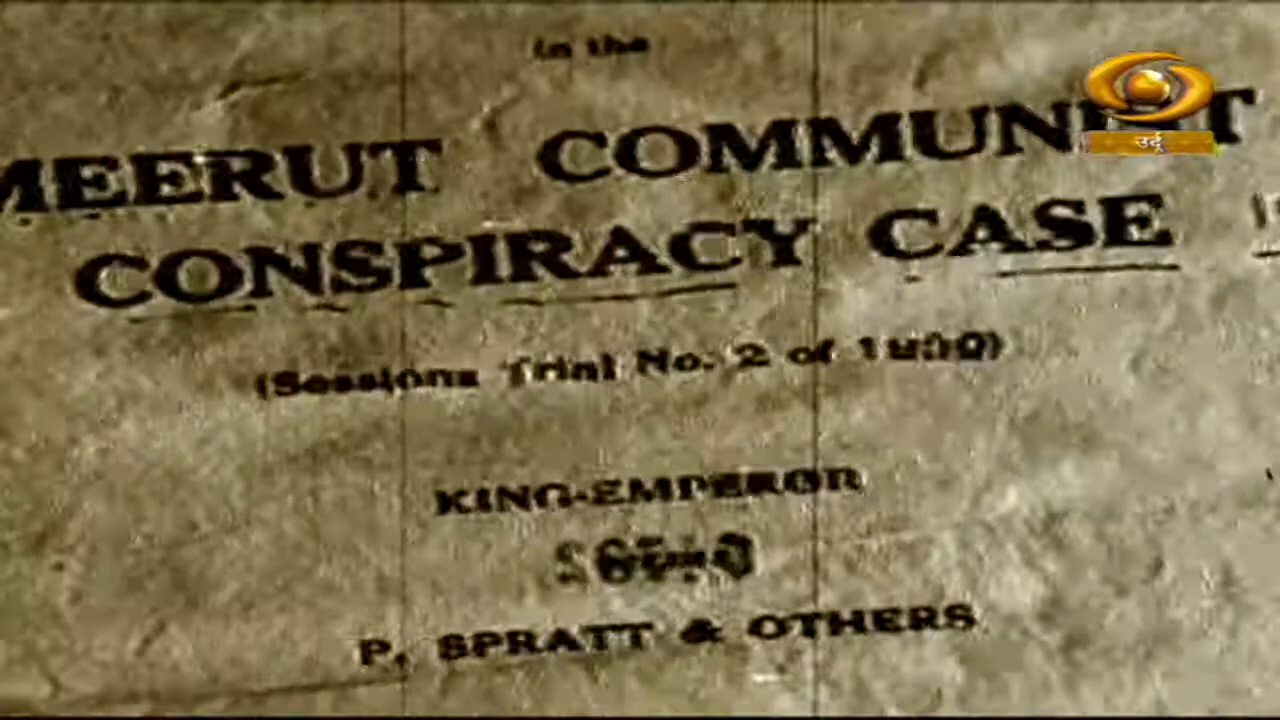 In the
MEERUT COMMUNIST
CONSPIRACY CASE
(Sessions Trial No. 2 of
KING-EMPEROR
P. SPRATT & OTHERS
उर्दू